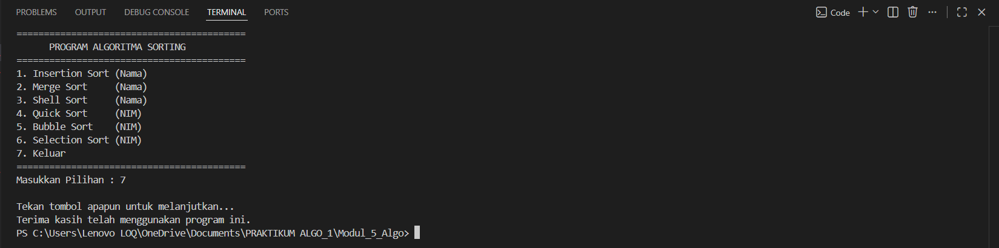 PROBLEMS OUTPUT DEBUG CONSOLE TERMINAL PORTS Code
==========================================
      PROGRAM ALGORITMA SORTING
==========================================
1. Insertion Sort (Nama)
2. Merge Sort     (Nama)
3. Shell Sort     (Nama)
4. Quick Sort     (NIM)
5. Bubble Sort    (NIM)
6. Selection Sort (NIM)
7. Keluar
==========================================
Masukkan Pilihan : 7
Tekan tombol apapun untuk melanjutkan...
Terima kasih telah menggunakan program ini.
PS C:\Users\Lenovo LOQ\OneDrive\Documents\PRAKTIKUM ALGO_1\Modul_5_Algo>